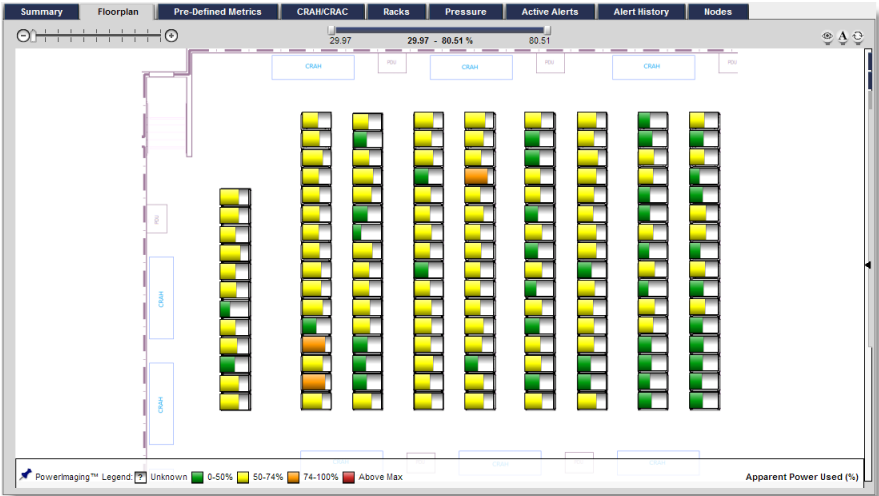 Summary Floorplan Pre-Defined Metrics CRAH/CRAC Racks Pressure Active Alerts Alert History Nodes
29.97 29.97 - 80.51 % 80.51
A
CRAH PDU CRAH PDU CRAH PDU
PDU
CRAH
CRAH
CRAH CRAH CRAH
PowerImaging™ Legend: ? Unknown 0-50% 50-74% 74-100% Above Max Apparent Power Used (%)